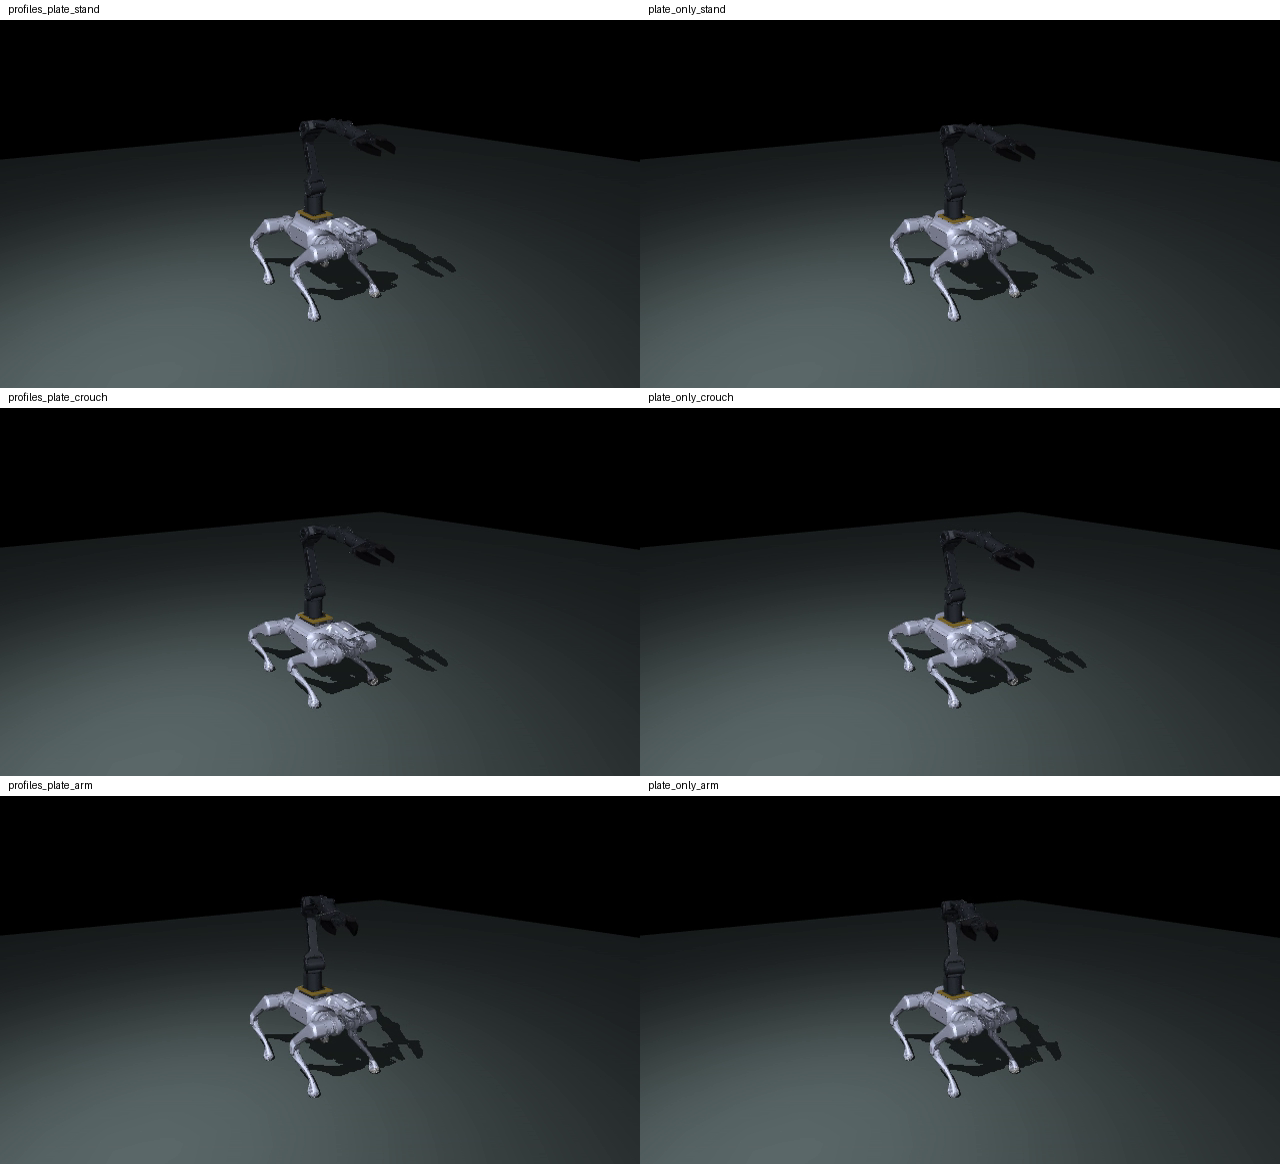 profiles_plate_stand
plate_only_stand
profiles_plate_crouch
plate_only_crouch
profiles_plate_arm
plate_only_arm